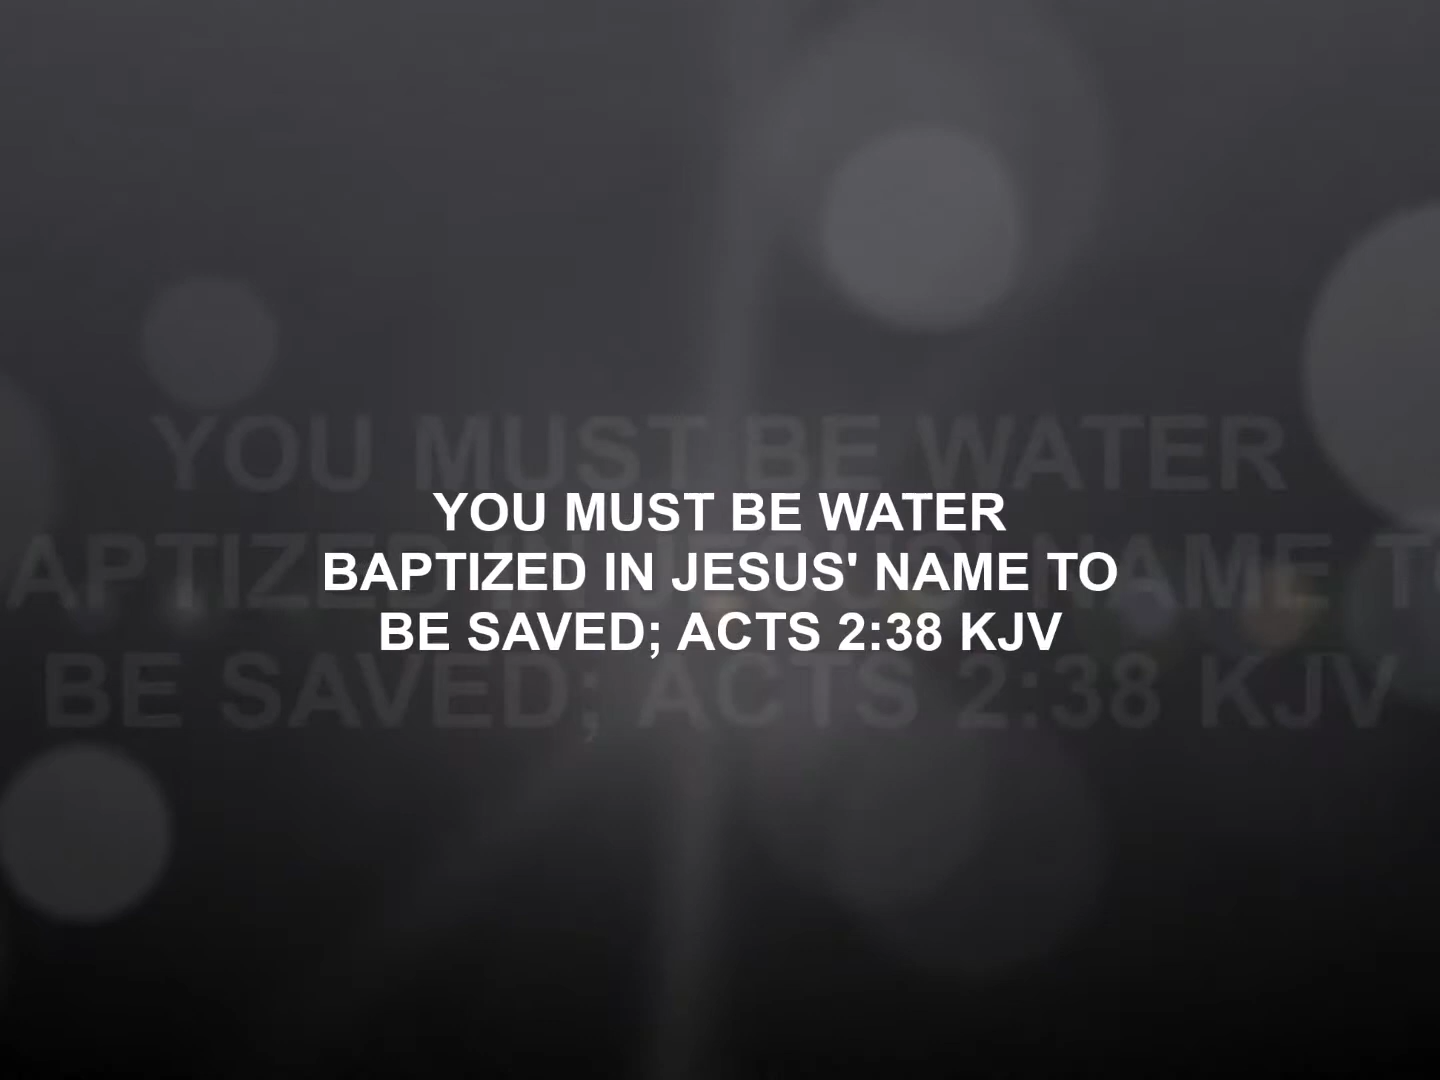 YOU MUST BE WATER
BAPTIZED IN JESUS' NAME TO
BE SAVED; ACTS 2:38 KJV